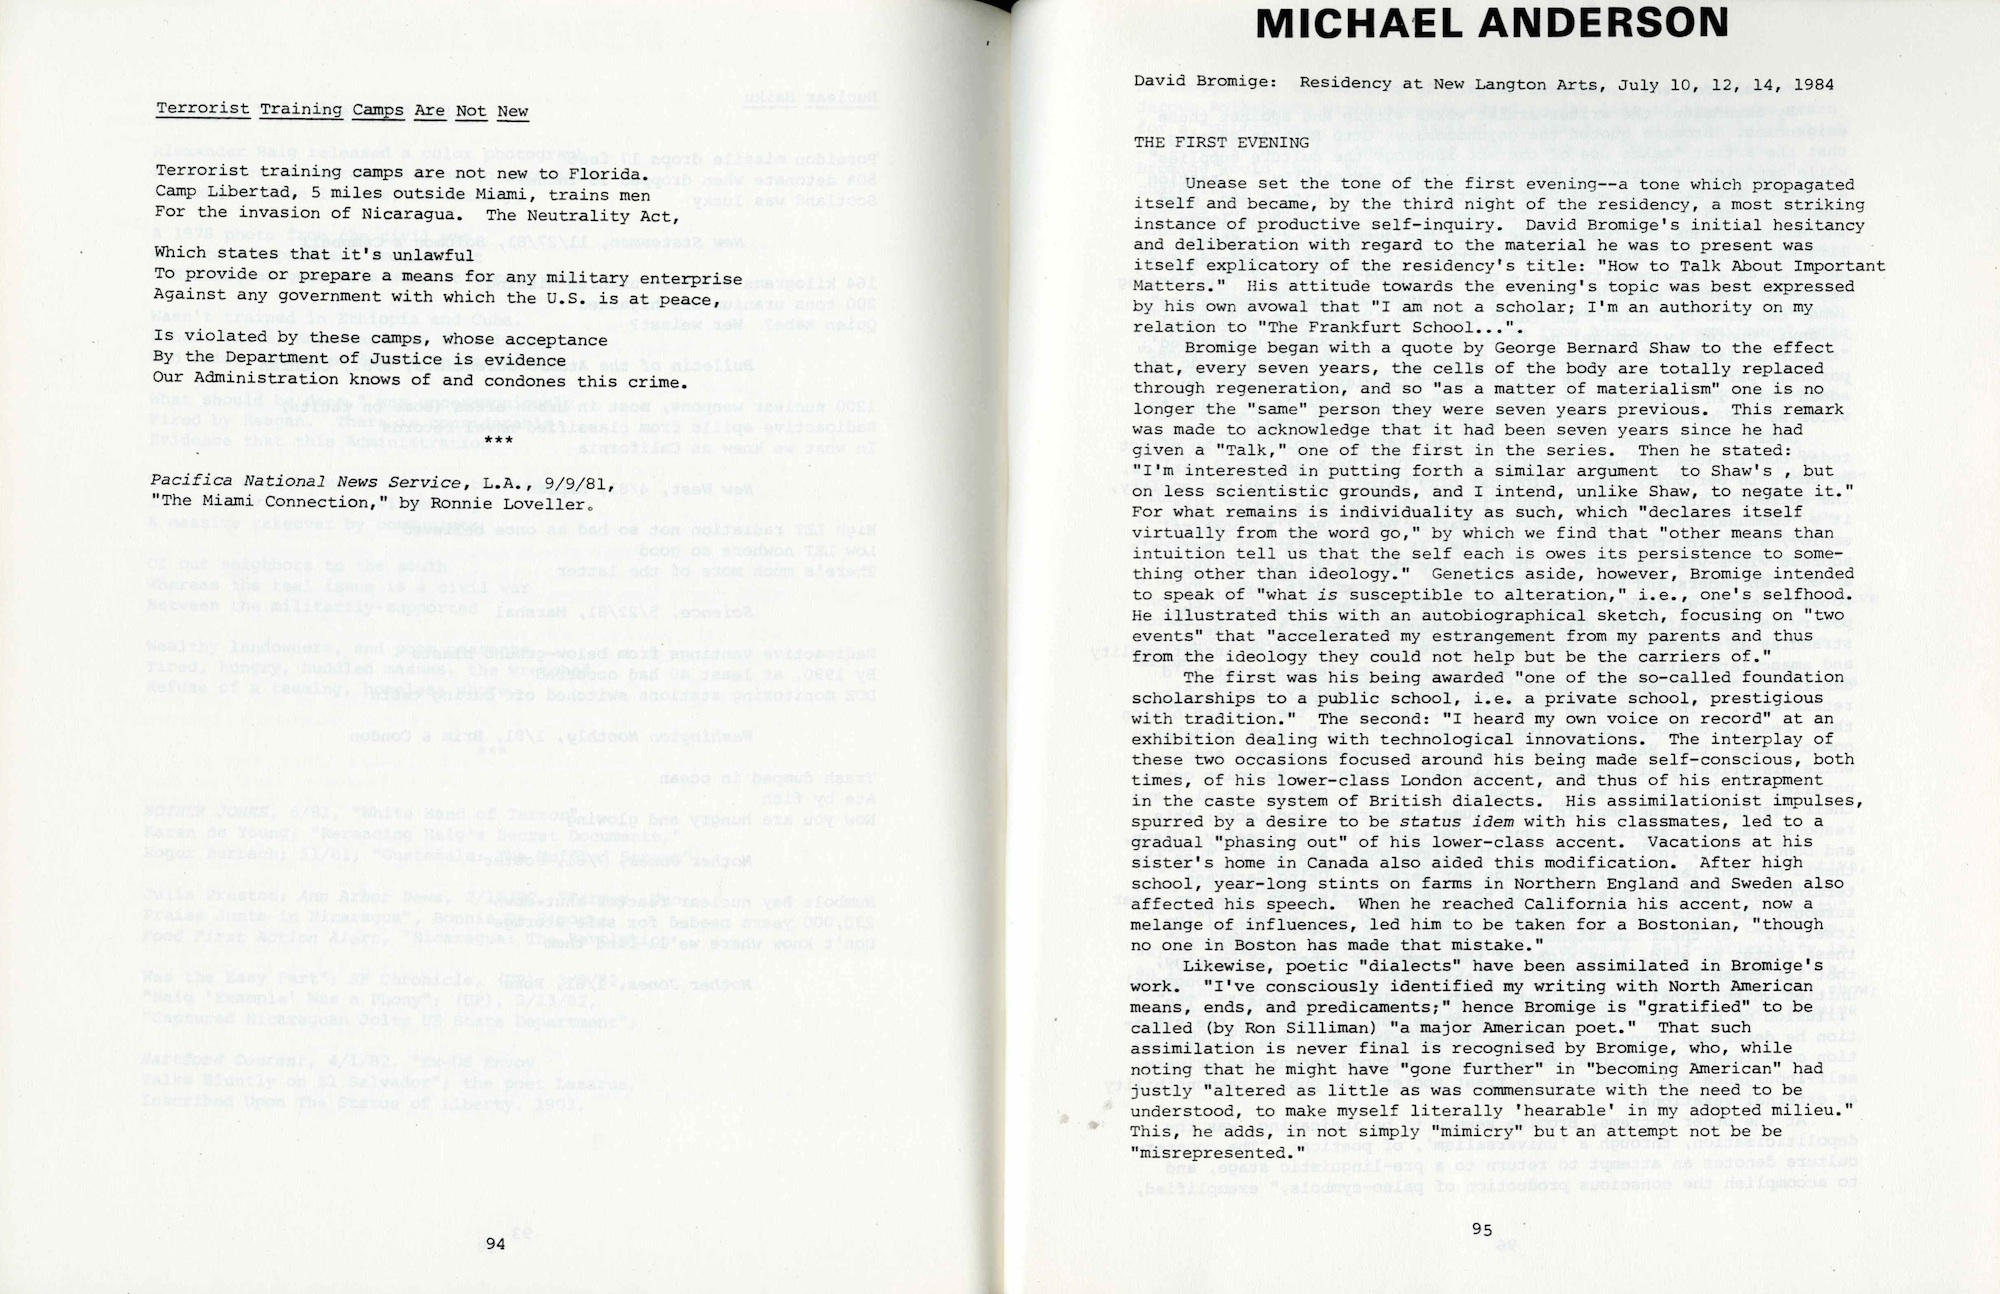 Terrorist Training Camps Are Not New
Terrorist training camps are not new to Florida.
Camp Libertad, 5 miles outside Miami, trains men
For the invasion of Nicaragua.  The Neutrality Act,
Which states that it's unlawful
To provide or prepare a means for any military enterprise
Against any government with which the U.S. is at peace,
Is violated by these camps, whose acceptance
By the Department of Justice is evidence
Our Administration knows of and condones this crime.
***
Pacifica National News Service, L.A., 9/9/81,
"The Miami Connection," by Ronnie Loveller.
94
MICHAEL ANDERSON
David Bromige:  Residency at New Langton Arts, July 10, 12, 14, 1984
THE FIRST EVENING
Unease set the tone of the first evening--a tone which propagated
itself and became, by the third night of the residency, a most striking
instance of productive self-inquiry.  David Bromige's initial hesitancy
and deliberation with regard to the material he was to present was
itself explicatory of the residency's title: "How to Talk About Important
Matters."  His attitude towards the evening's topic was best expressed
by his own avowal that "I am not a scholar; I'm an authority on my
relation to "The Frankfurt School...".
Bromige began with a quote by George Bernard Shaw to the effect
that, every seven years, the cells of the body are totally replaced
through regeneration, and so "as a matter of materialism" one is no
longer the "same" person they were seven years previous.  This remark
was made to acknowledge that it had been seven years since he had
given a "Talk," one of the first in the series.  Then he stated:
"I'm interested in putting forth a similar argument  to Shaw's , but
on less scientistic grounds, and I intend, unlike Shaw, to negate it."
For what remains is individuality as such, which "declares itself
virtually from the word go," by which we find that "other means than
intuition tell us that the self each is owes its persistence to some-
thing other than ideology."  Genetics aside, however, Bromige intended
to speak of "what is susceptible to alteration," i.e., one's selfhood.
He illustrated this with an autobiographical sketch, focusing on "two
events" that "accelerated my estrangement from my parents and thus
from the ideology they could not help but be the carriers of."
The first was his being awarded "one of the so-called foundation
scholarships to a public school, i.e. a private school, prestigious
with tradition."  The second: "I heard my own voice on record" at an
exhibition dealing with technological innovations.  The interplay of
these two occasions focused around his being made self-conscious, both
times, of his lower-class London accent, and thus of his entrapment
in the caste system of British dialects.  His assimilationist impulses,
spurred by a desire to be status idem with his classmates, led to a
gradual "phasing out" of his lower-class accent.  Vacations at his
sister's home in Canada also aided this modification.  After high
school, year-long stints on farms in Northern England and Sweden also
affected his speech.  When he reached California his accent, now a
melange of influences, led him to be taken for a Bostonian, "though
no one in Boston has made that mistake."
Likewise, poetic "dialects" have been assimilated in Bromige's
work.  "I've consciously identified my writing with North American
means, ends, and predicaments;" hence Bromige is "gratified" to be
called (by Ron Silliman) "a major American poet."  That such
assimilation is never final is recognised by Bromige, who, while
noting that he might have "gone further" in "becoming American" had
justly "altered as little as was commensurate with the need to be
understood, to make myself literally 'hearable' in my adopted milieu."
This, he adds, in not simply "mimicry" but an attempt not be be
"misrepresented."
95